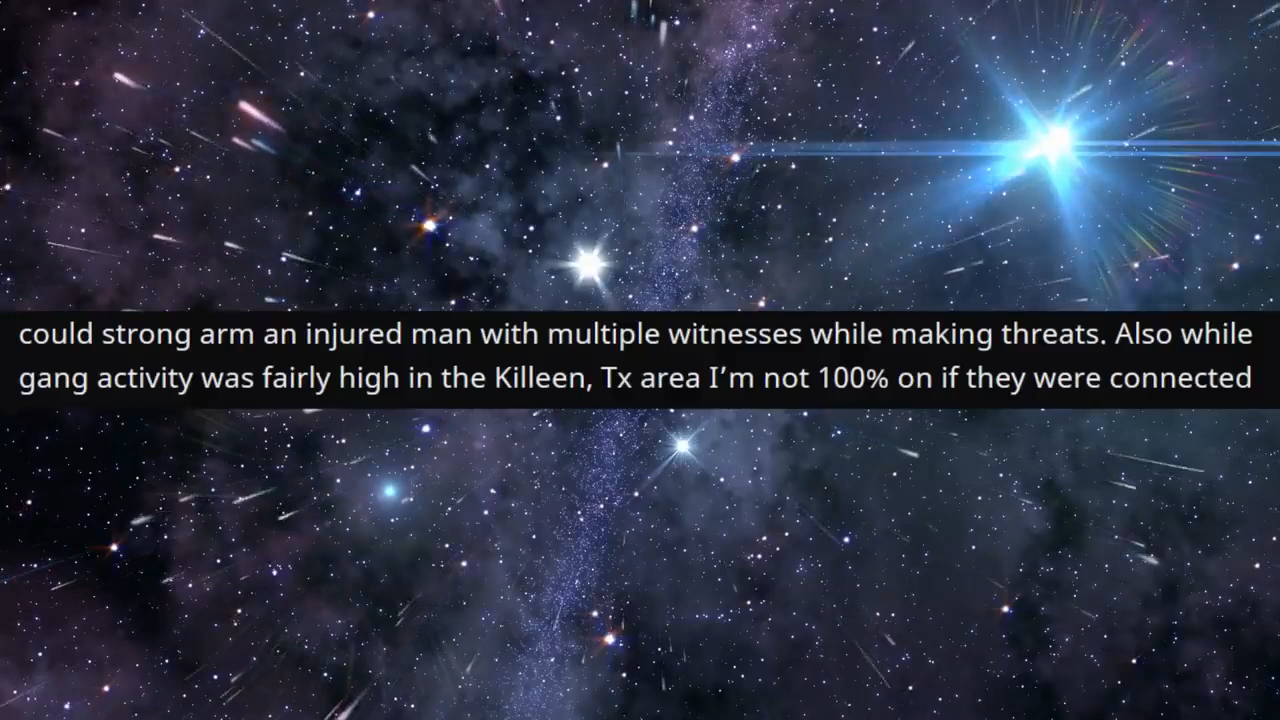 could strong arm an injured man with multiple witnesses while making threats. Also while
gang activity was fairly high in the Killeen, Tx area I’m not 100% on if they were connected